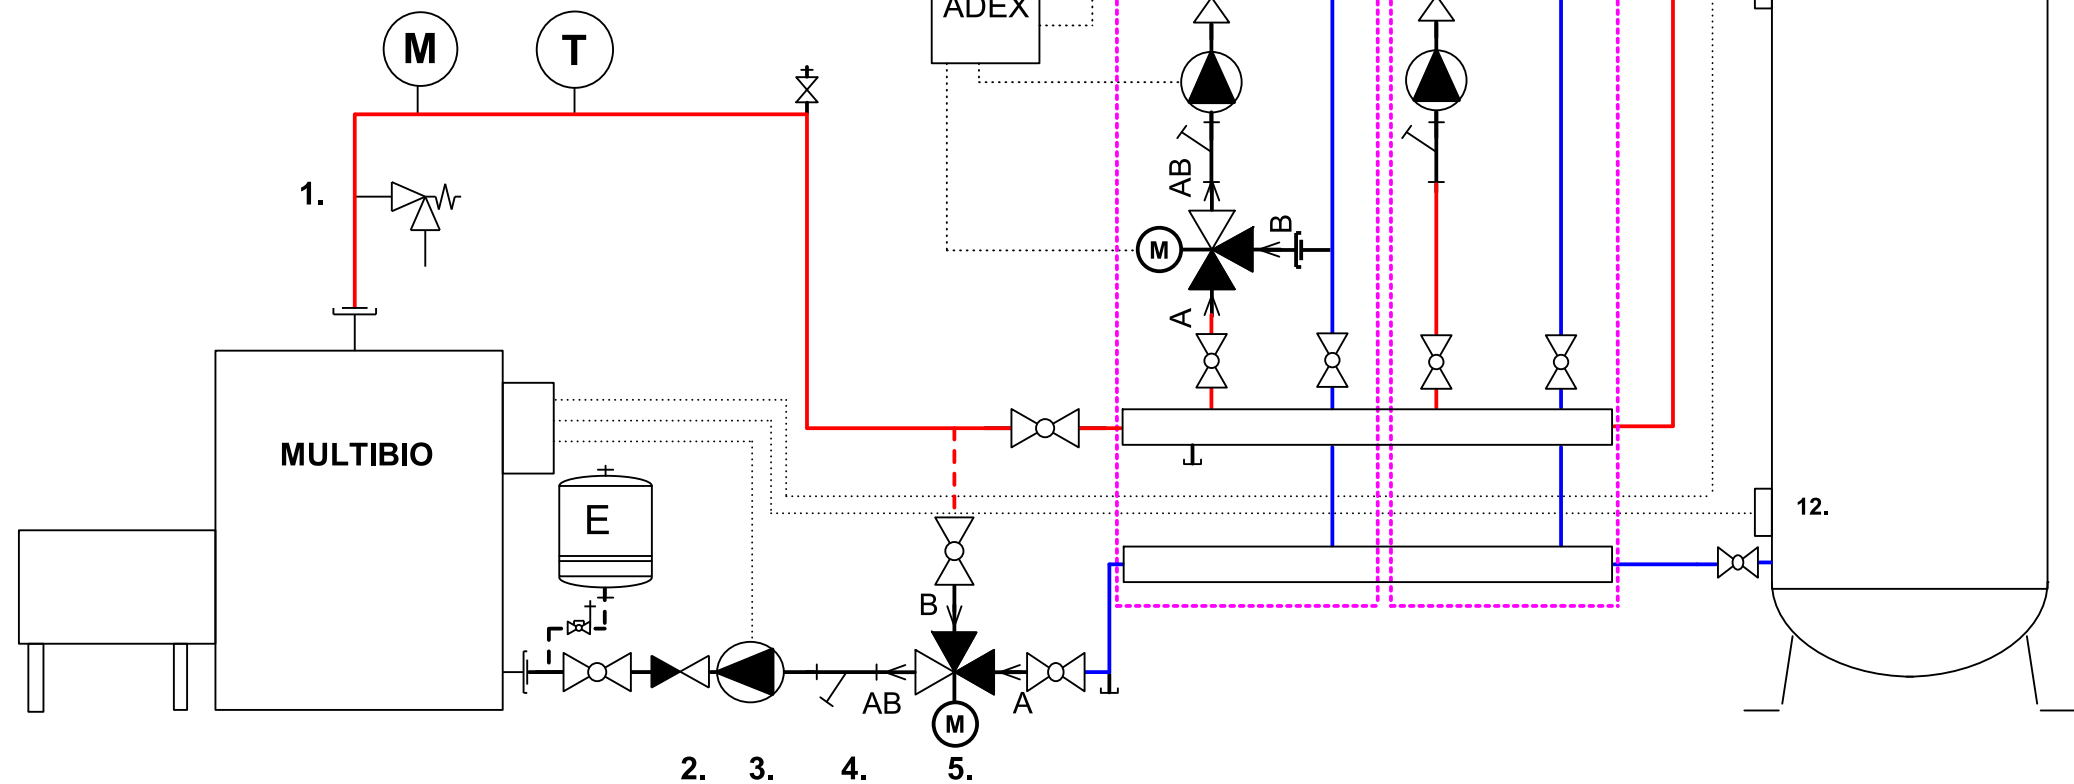 ADEX
M T
AB
1.
B
M
A
MULTIBIO
12.
E
B
AB A
M
2. 3. 4. 5.